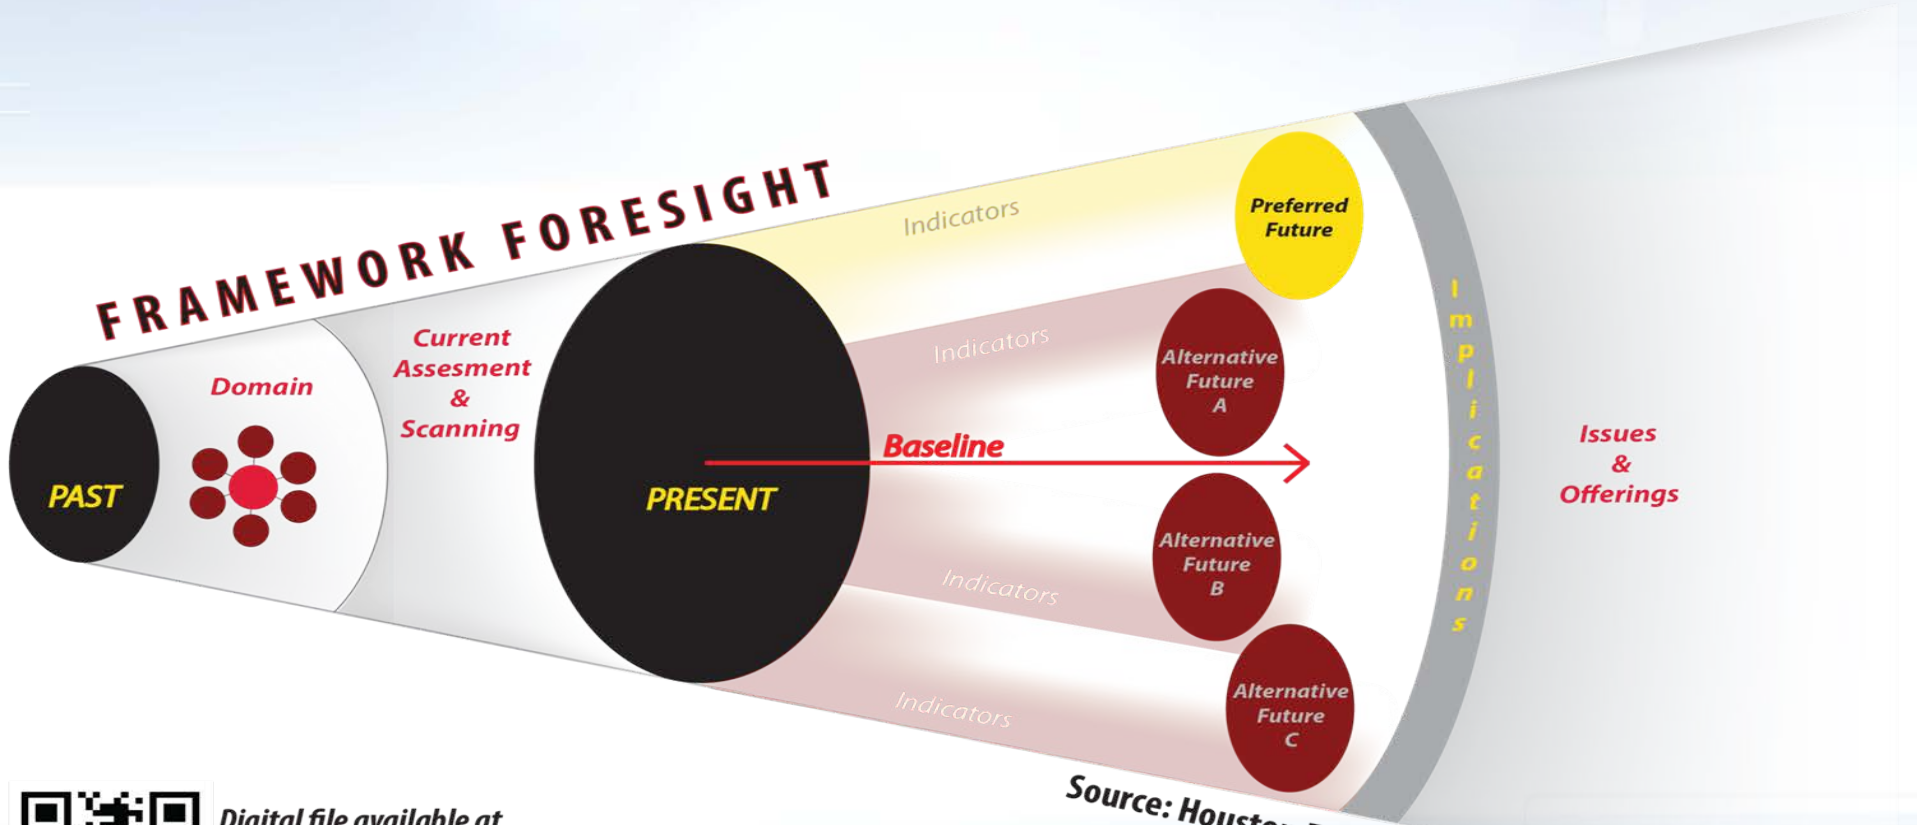 FRAMEWORK FORESIGHT
PAST
Domain
Current
Assesment
&
Scanning
PRESENT
Indicators
Indicators
Baseline
Indicators
Indicators
Preferred
Future
Alternative
Future
A
Alternative
Future
B
Alternative
Future
C
Implications
Issues
&
Offerings
Source: Houston
Digital file available at